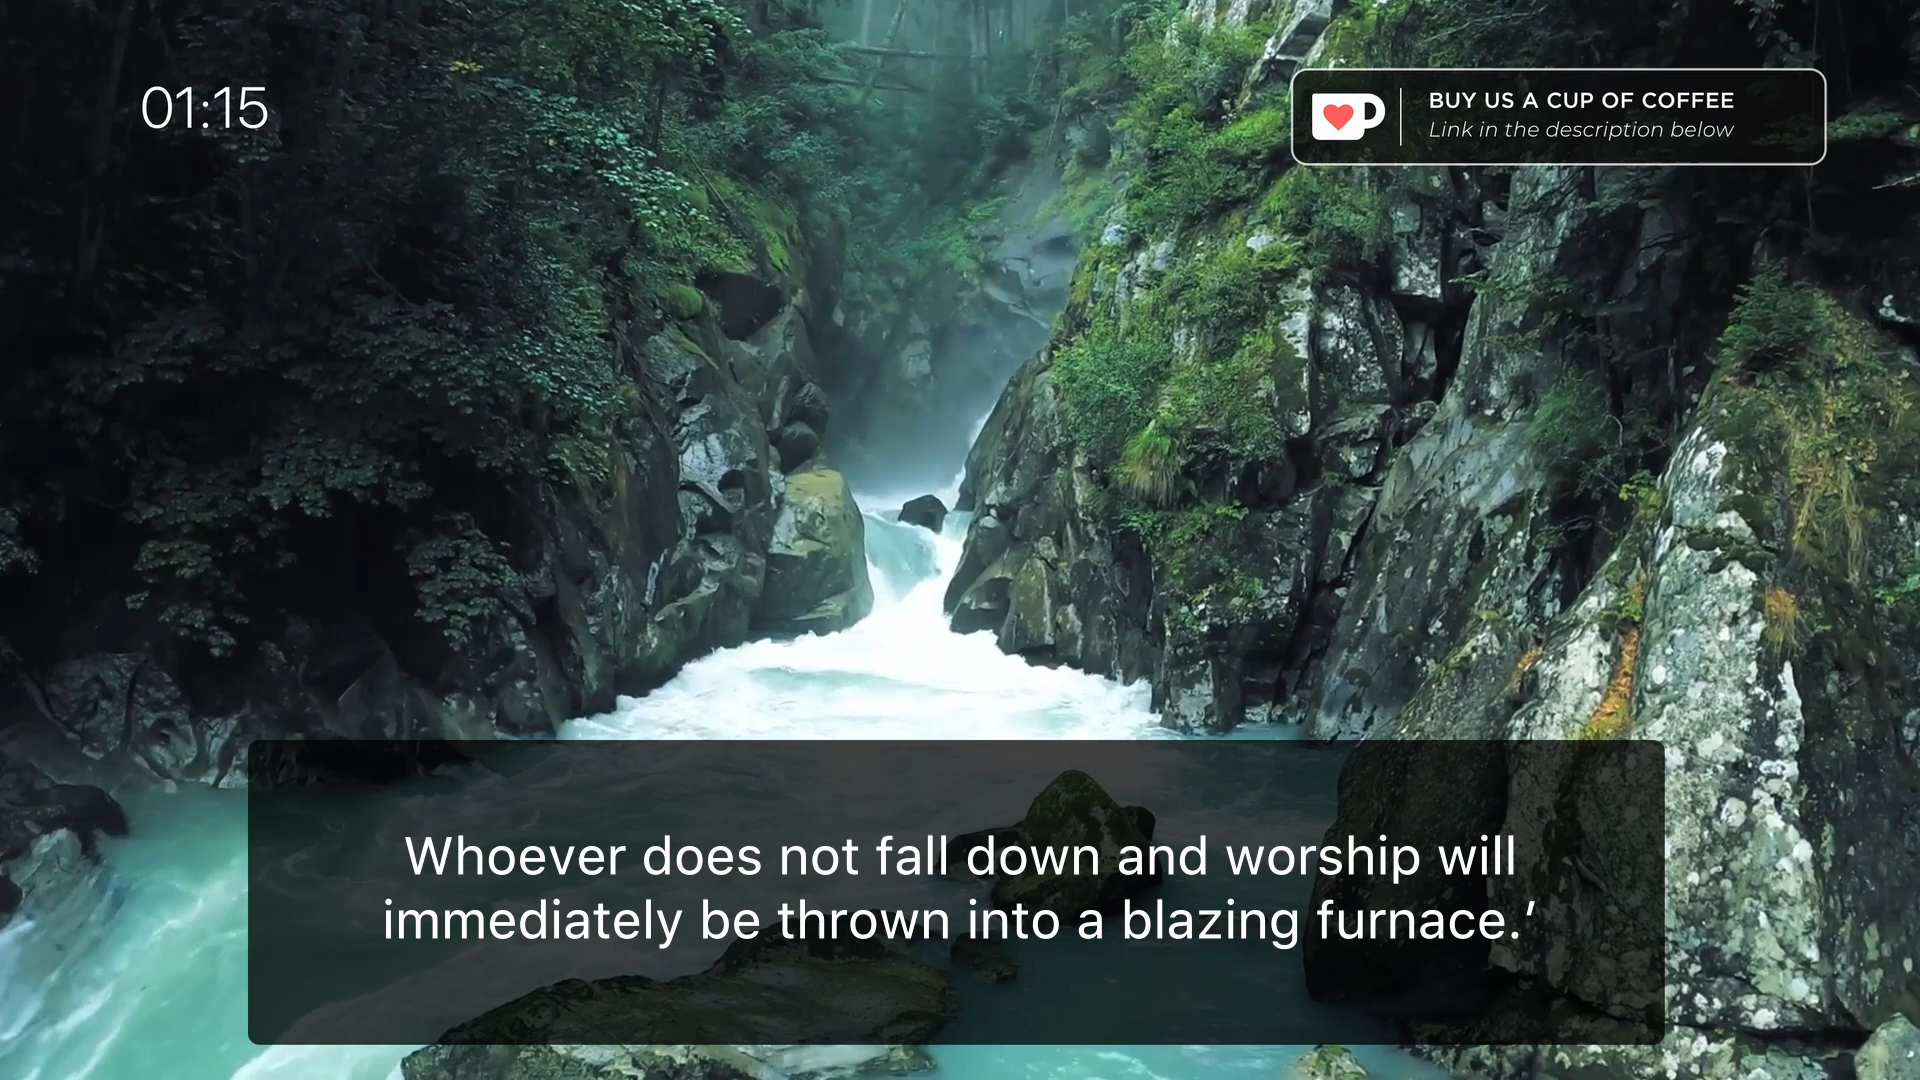 01:15
BUY US A CUP OF COFFEE
Link in the description below
Whoever does not fall down and worship will
immediately be thrown into a blazing furnace.’